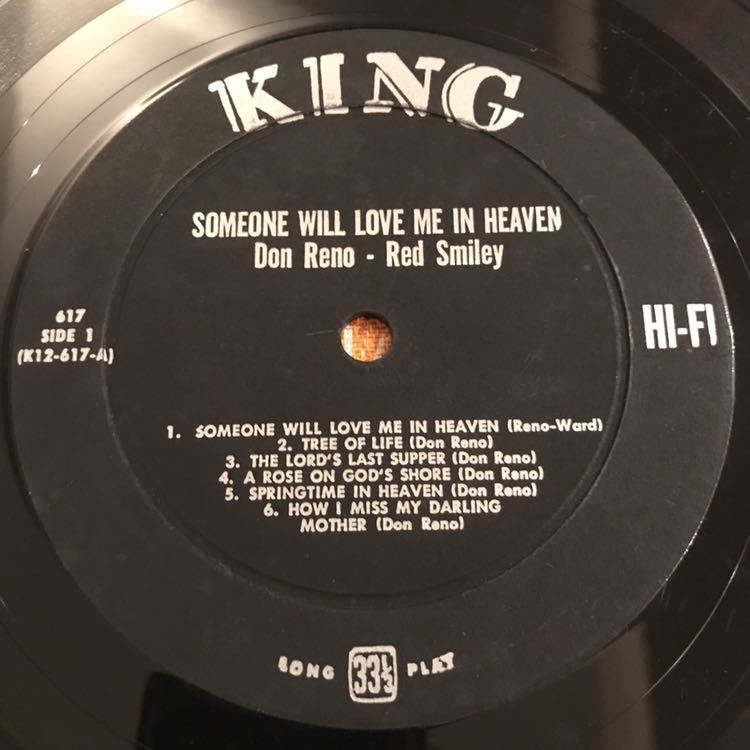 KING
SOMEONE WILL LOVE ME IN HEAVEN
Don Reno - Red Smiley
617
SIDE 1
(K12-617-A)
HI-FI
1. SOMEONE WILL LOVE ME IN HEAVEN (Reno-Ward)
2. TREE OF LIFE (Don Reno)
3. THE LORD'S LAST SUPPER (Don Reno)
4. A ROSE ON GOD'S SHORE (Don Reno)
5. SPRINGTIME IN HEAVEN (Don Reno)
6. HOW I MISS MY DARLING
MOTHER (Don Reno)
LONG 33⅓ PLAY